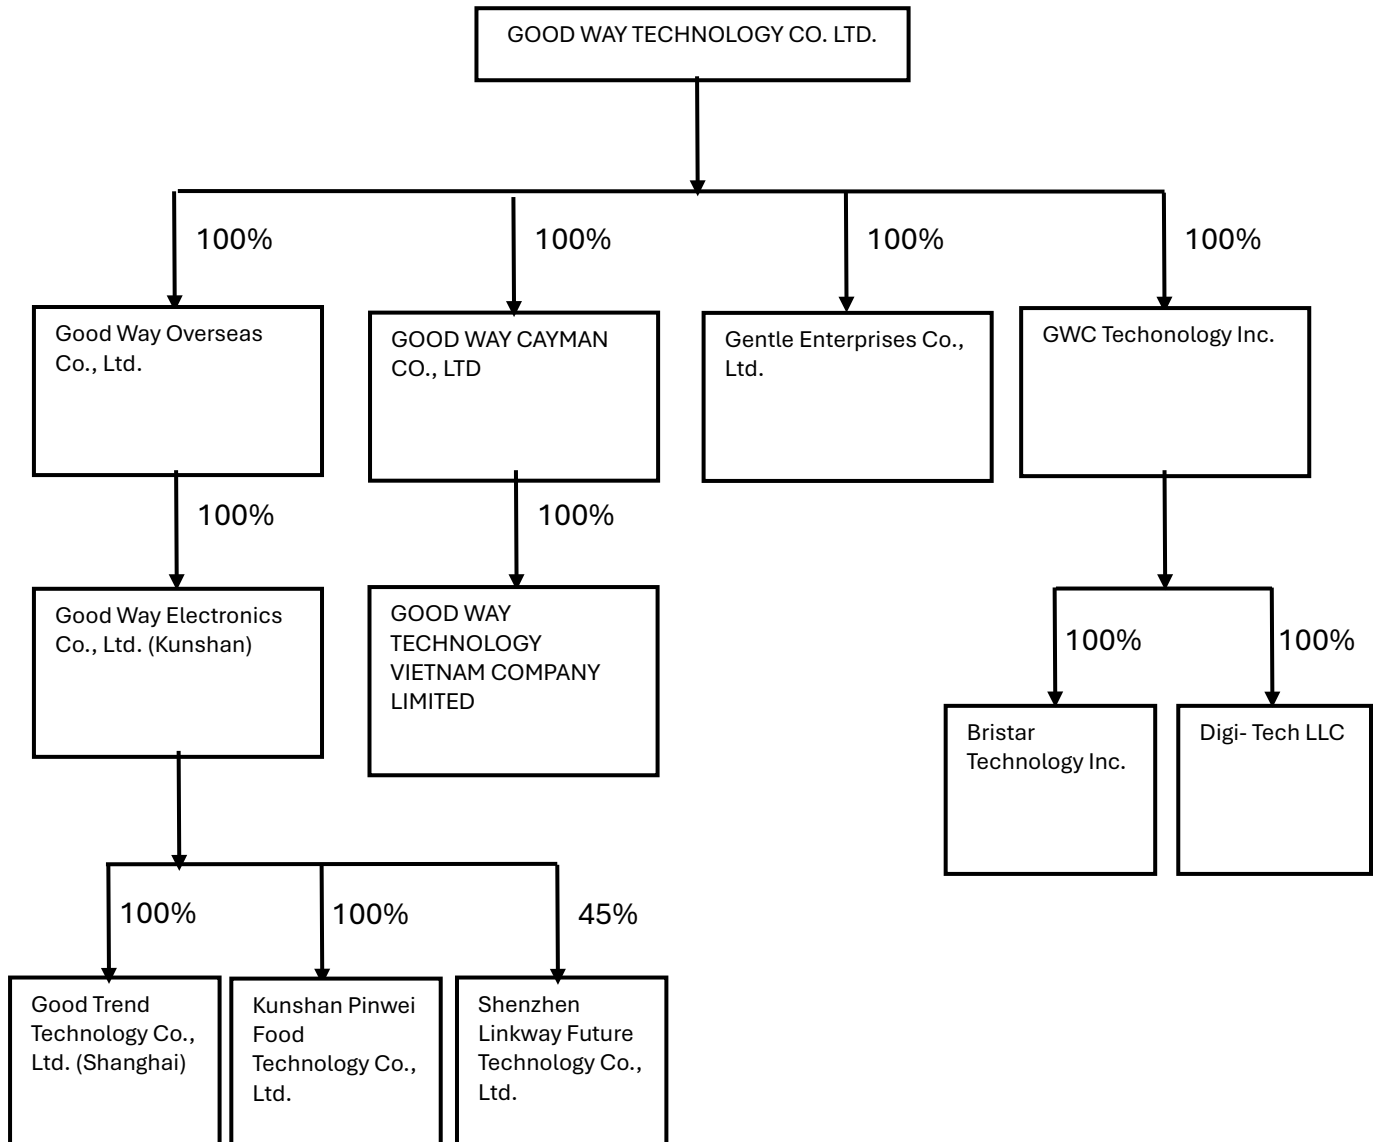 GOOD WAY TECHNOLOGY CO. LTD.
100%
100%
100%
100%
Good Way Overseas
Co., Ltd.
GOOD WAY CAYMAN
CO., LTD
Gentle Enterprises Co.,
Ltd.
GWC Techonology Inc.
100%
100%
Good Way Electronics
Co., Ltd. (Kunshan)
GOOD WAY
TECHNOLOGY
VIETNAM COMPANY
LIMITED
100%
100%
Bristar
Technology Inc.
Digi- Tech LLC
100%
100%
45%
Good Trend
Technology Co.,
Ltd. (Shanghai)
Kunshan Pinwei
Food
Technology Co.,
Ltd.
Shenzhen
Linkway Future
Technology Co.,
Ltd.